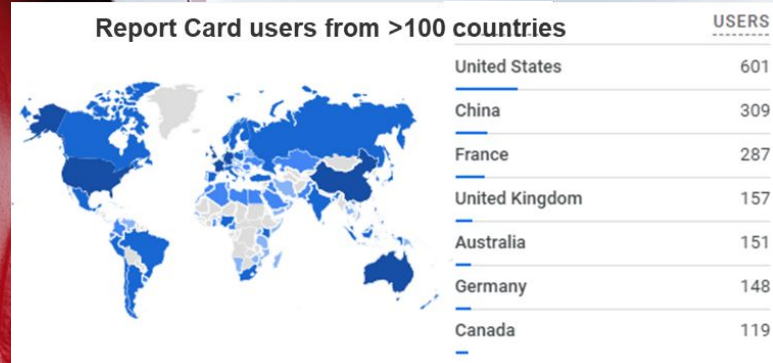 Report Card users from >100 countries
USERS
United States 601
China 309
France 287
United Kingdom 157
Australia 151
Germany 148
Canada 119